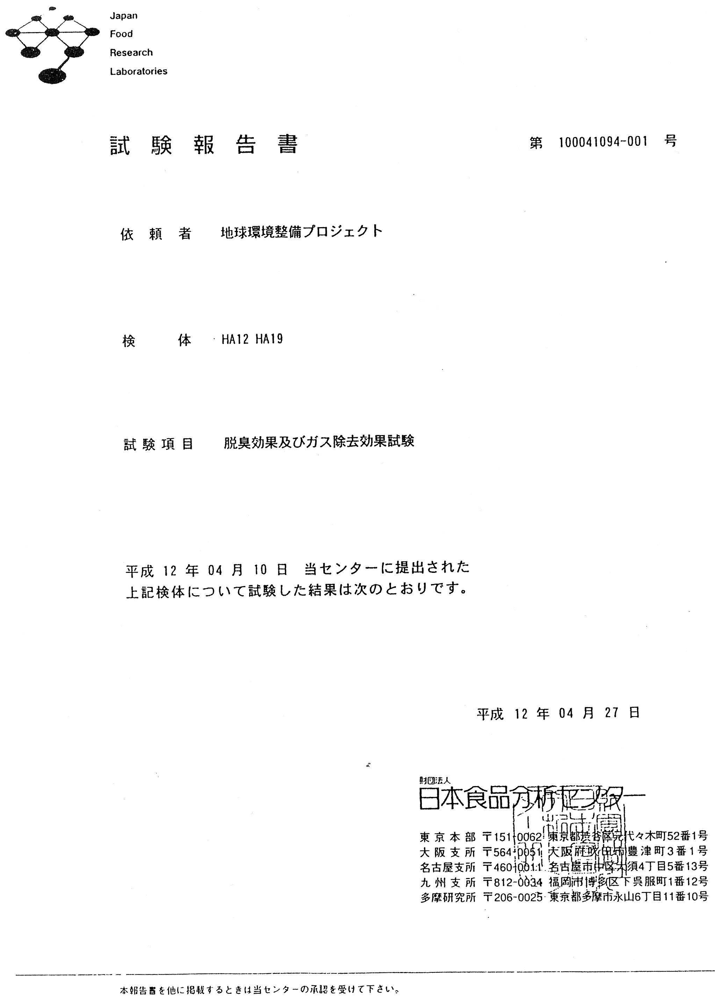 Japan
Food
Research
Laboratories
試験報告書
第 100041094-001 号
依頼者 地球環境整備プロジェクト
検体 HA12 HA19
試験項目 脱臭効果及びガス除去効果試験
平成 12 年 04 月 10 日 当センターに提出された
上記検体について試験した結果は次のとおりです。
平成 12 年 04 月 27 日
財団法人
日本食品分析センター
東京本部 〒151-0062 東京都渋谷区元代々木町52番1号
大阪支所 〒564-0051 大阪府吹田市豊津町3番1号
名古屋支所 〒460-0011 名古屋市中区大須4丁目5番13号
九州支所 〒812-0034 福岡市博多区下呉服町1番12号
多摩研究所 〒206-0025 東京都多摩市永山6丁目11番10号
本報告書を他に掲載するときは当センターの承認を受けて下さい。